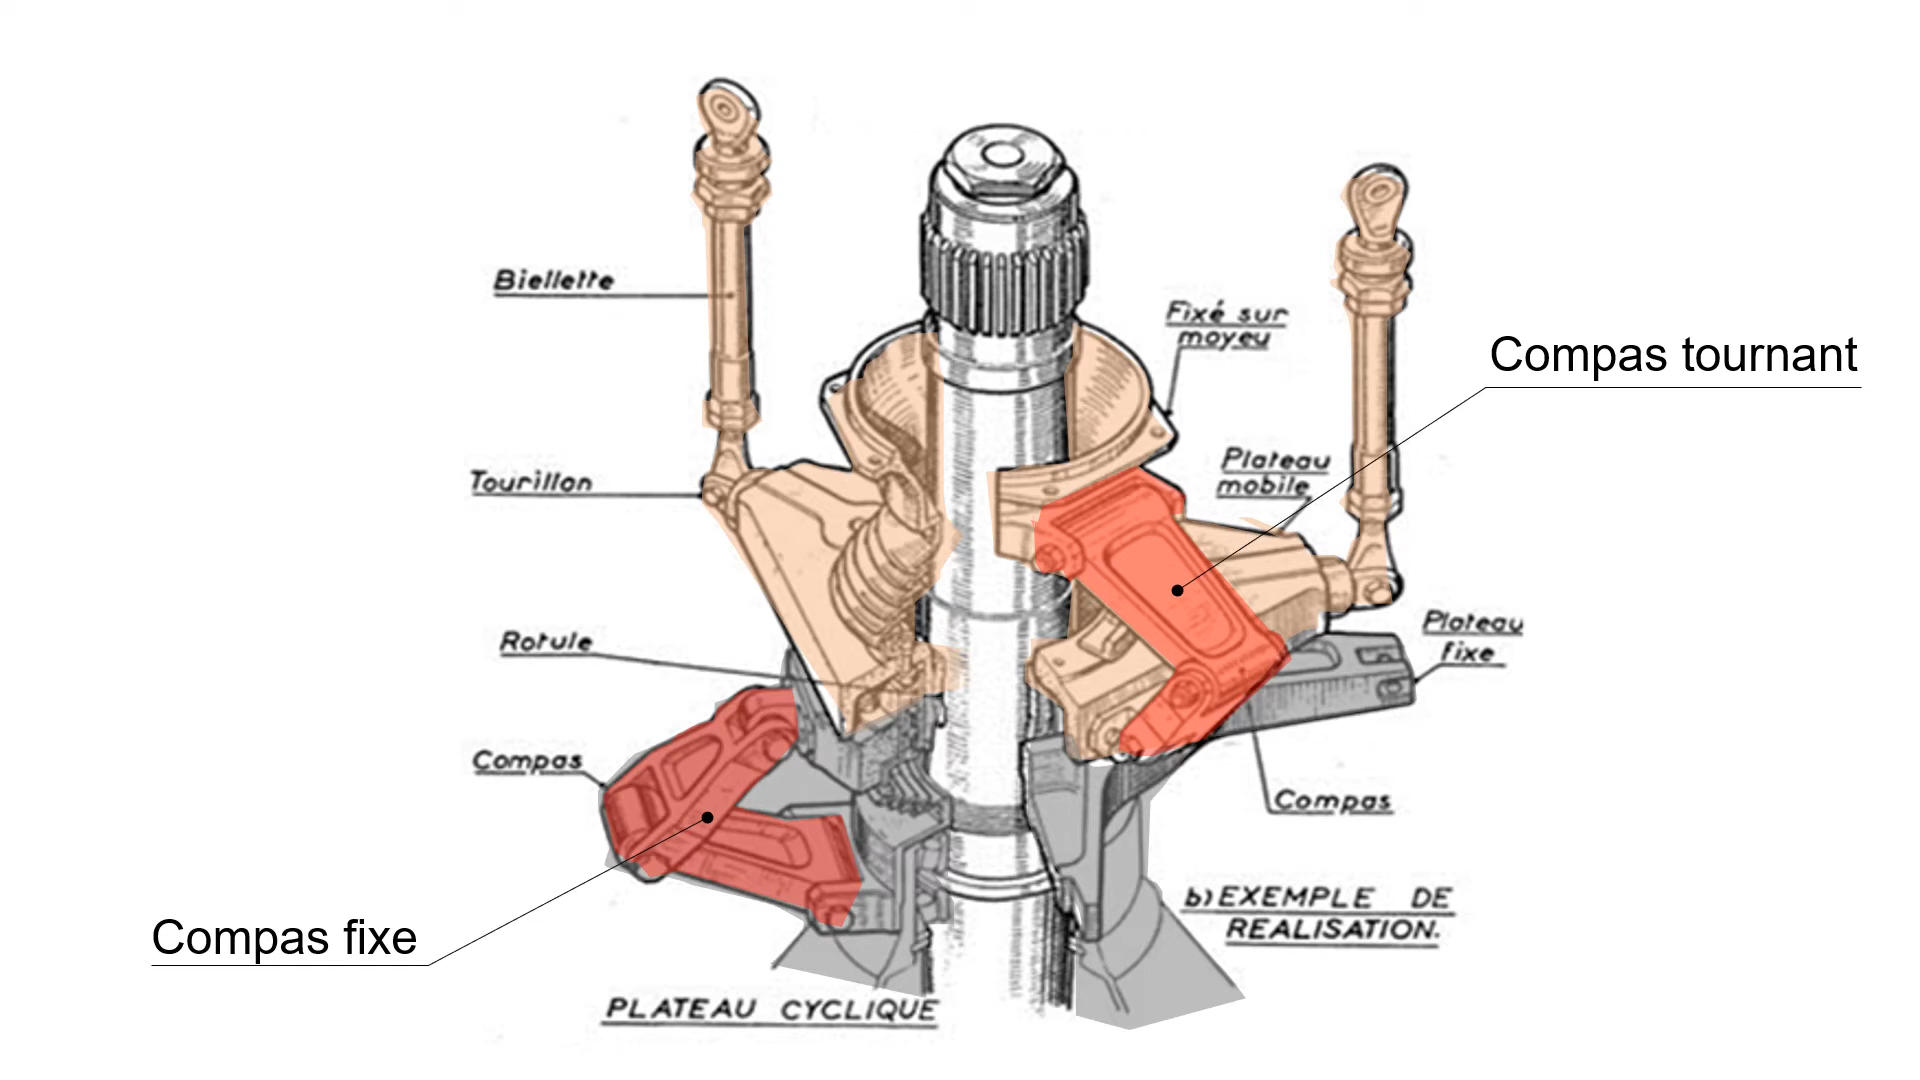 Biellette
Fixé sur
moyeu
Compas tournant
Tourillon
Plateau
mobile
Rotule
Plateau
fixe
Compas
Compas
Compas fixe
b) EXEMPLE DE
REALISATION.
PLATEAU CYCLIQUE